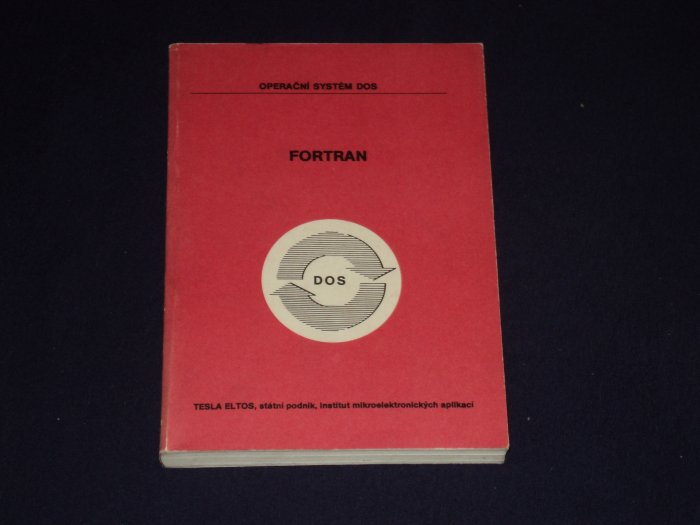 OPERAČNÍ SYSTÉM DOS
FORTRAN
DOS
TESLA ELTOS, státní podnik, institut mikroelektronických aplikací